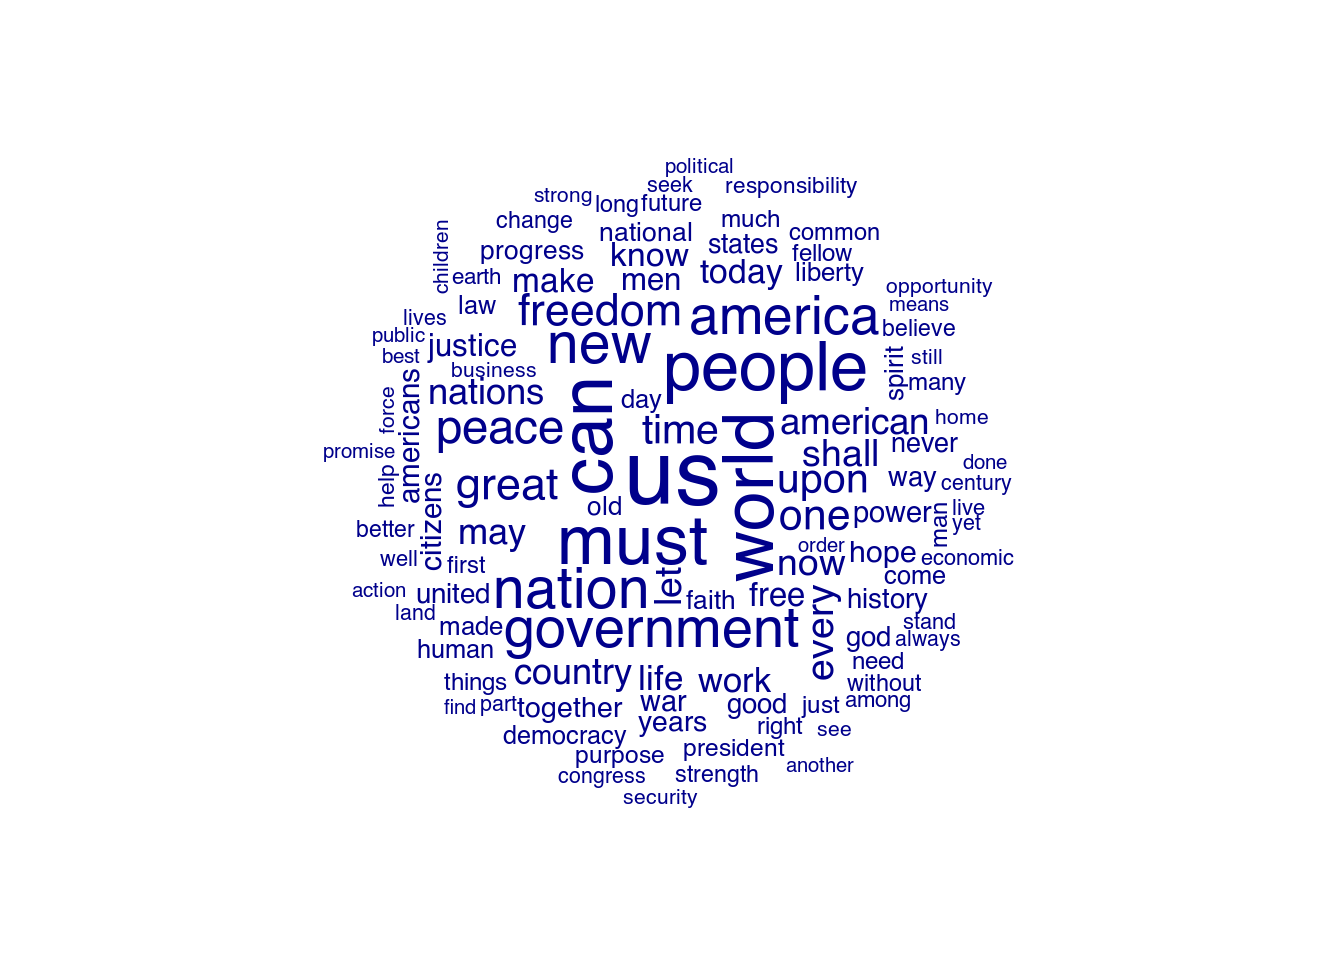 political
seek
responsibility
strong
long
future
change
much
national
states
common
children
progress
know
fellow
earth
make
men
today
liberty
opportunity
law
freedom
america
means
lives
believe
public
justice
new
people
best
business
spirit
still
nations
can
day
many
force
americans
peace
time
world
american
home
promise
shall
never
help
great
us
upon
way
done
century
citizens
old
one
power
man
live
yet
better
may
must
order
now
hope
economic
well
first
come
action
united
nation
let
faith
free
every
history
land
made
government
god
stand
always
human
need
things
country
life
work
without
find
part
together
war
good
just
among
years
right
see
democracy
purpose
president
congress
strength
another
security